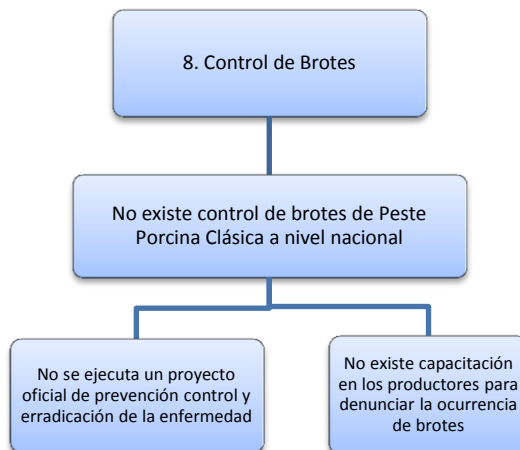 8. Control de Brotes
No existe control de brotes de Peste
Porcina Clásica a nivel nacional
No se ejecuta un proyecto
oficial de prevención control y
erradicación de la enfermedad
No existe capacitación
en los productores para
denunciar la ocurrencia
de brotes